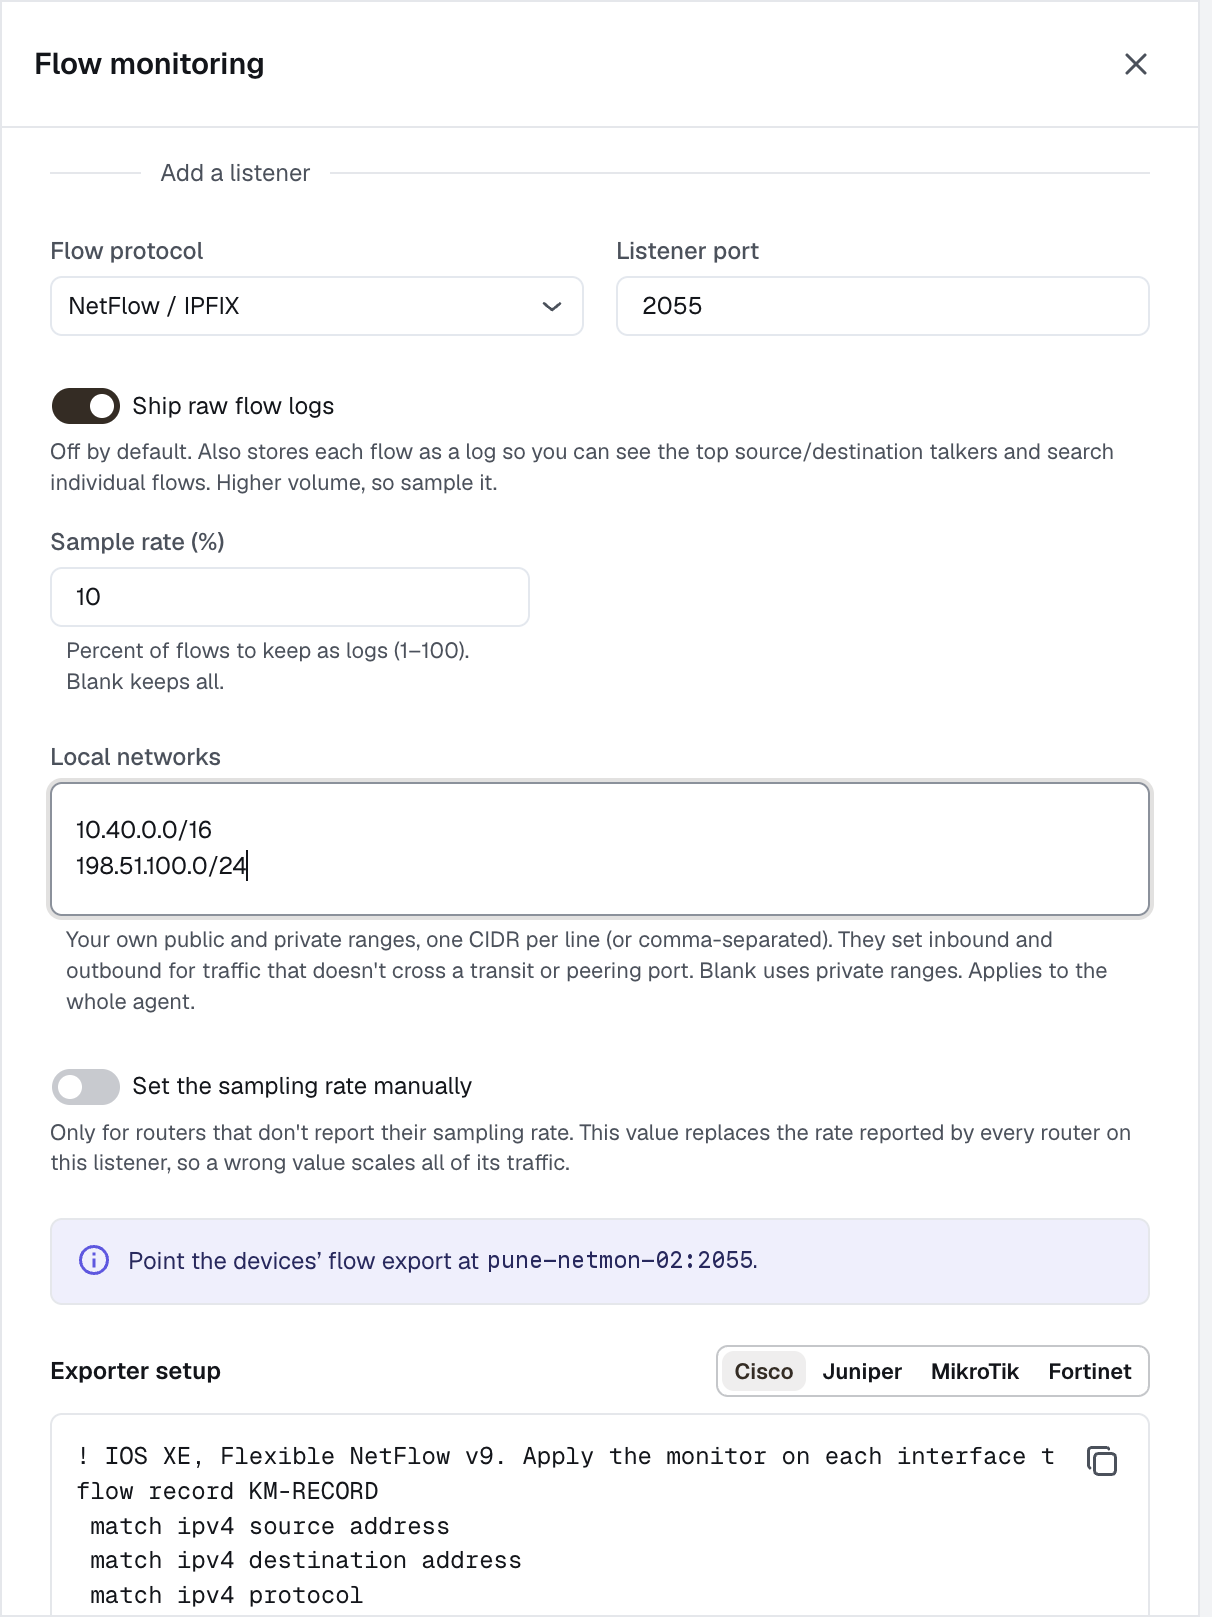 Flow monitoring
Add a listener
Flow protocol
Listener port
NetFlow / IPFIX
2055
Ship raw flow logs
Off by default. Also stores each flow as a log so you can see the top source/destination talkers and search
individual flows. Higher volume, so sample it.
Sample rate (%)
10
Percent of flows to keep as logs (1–100).
Blank keeps all.
Local networks
10.40.0.0/16
198.51.100.0/24
Your own public and private ranges, one CIDR per line (or comma-separated). They set inbound and
outbound for traffic that doesn't cross a transit or peering port. Blank uses private ranges. Applies to the
whole agent.
Set the sampling rate manually
Only for routers that don't report their sampling rate. This value replaces the rate reported by every router on
this listener, so a wrong value scales all of its traffic.
Point the devices’ flow export at pune-netmon-02:2055.
Exporter setup
Cisco Juniper MikroTik Fortinet
! IOS XE, Flexible NetFlow v9. Apply the monitor on each interface t
flow record KM-RECORD
match ipv4 source address
match ipv4 destination address
match ipv4 protocol